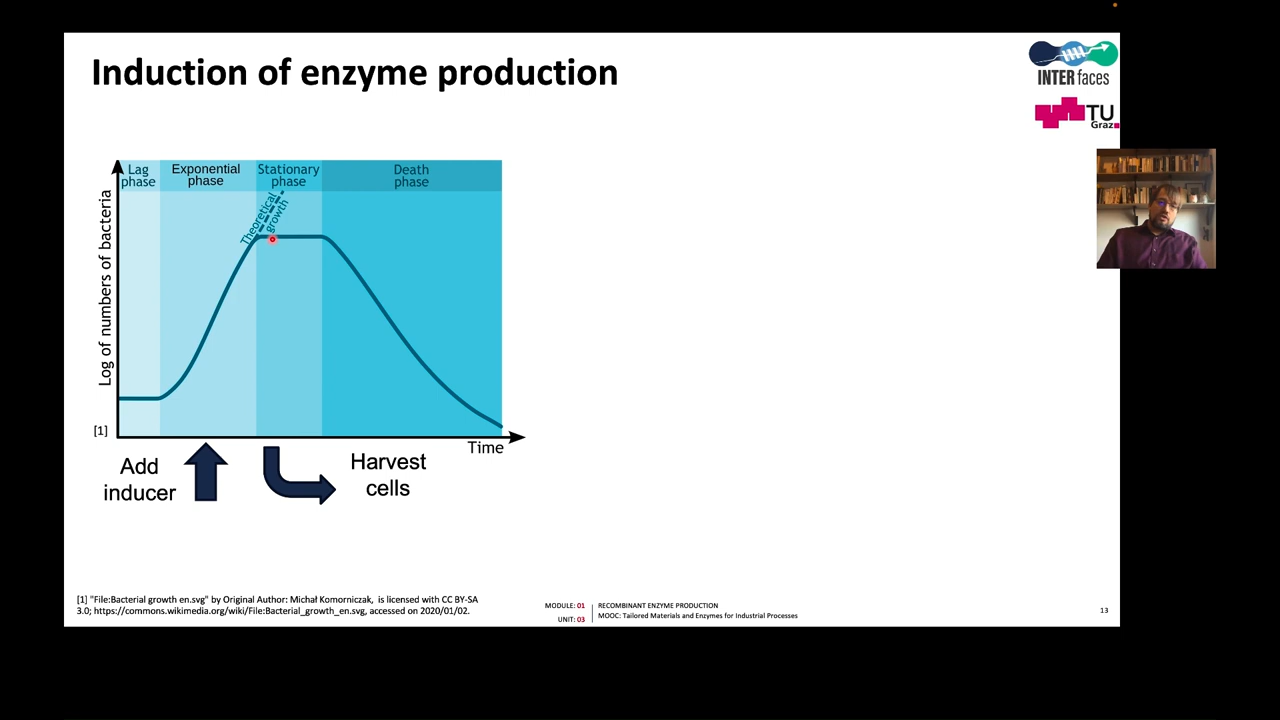 Induction of enzyme production
INTERfaces
TU
Graz
Lag
phase
Exponential
phase
Stationary
phase
Death
phase
Theoretical
growth
Log of numbers of bacteria
[1]
Time
Add
inducer
Harvest
cells
[1] "File:Bacterial growth en.svg" by Original Author: Michał Komorniczak, is licensed with CC BY-SA
3.0; https://commons.wikimedia.org/wiki/File:Bacterial_growth_en.svg, accessed on 2020/01/02.
MODULE: 01
UNIT: 03
RECOMBINANT ENZYME PRODUCTION
MOOC: Tailored Materials and Enzymes for Industrial Processes
13